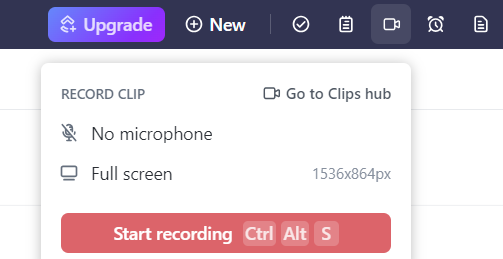 Upgrade New
RECORD CLIP Go to Clips hub
No microphone
Full screen 1536x864px
Start recording Ctrl Alt S